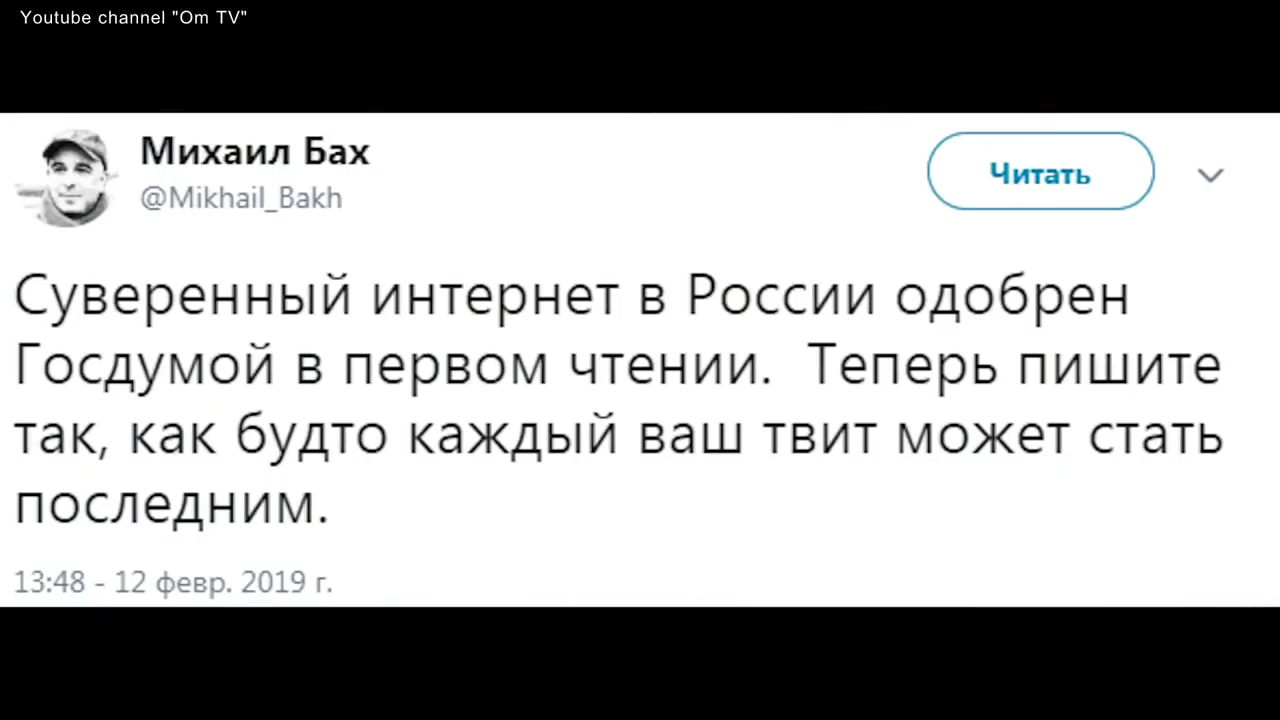 Youtube channel "Om TV"
Михаил Бах
@Mikhail_Bakh
Читать
Суверенный интернет в России одобрен
Госдумой в первом чтении. Теперь пишите
так, как будто каждый ваш твит может стать
последним.
13:48 - 12 февр. 2019 г.